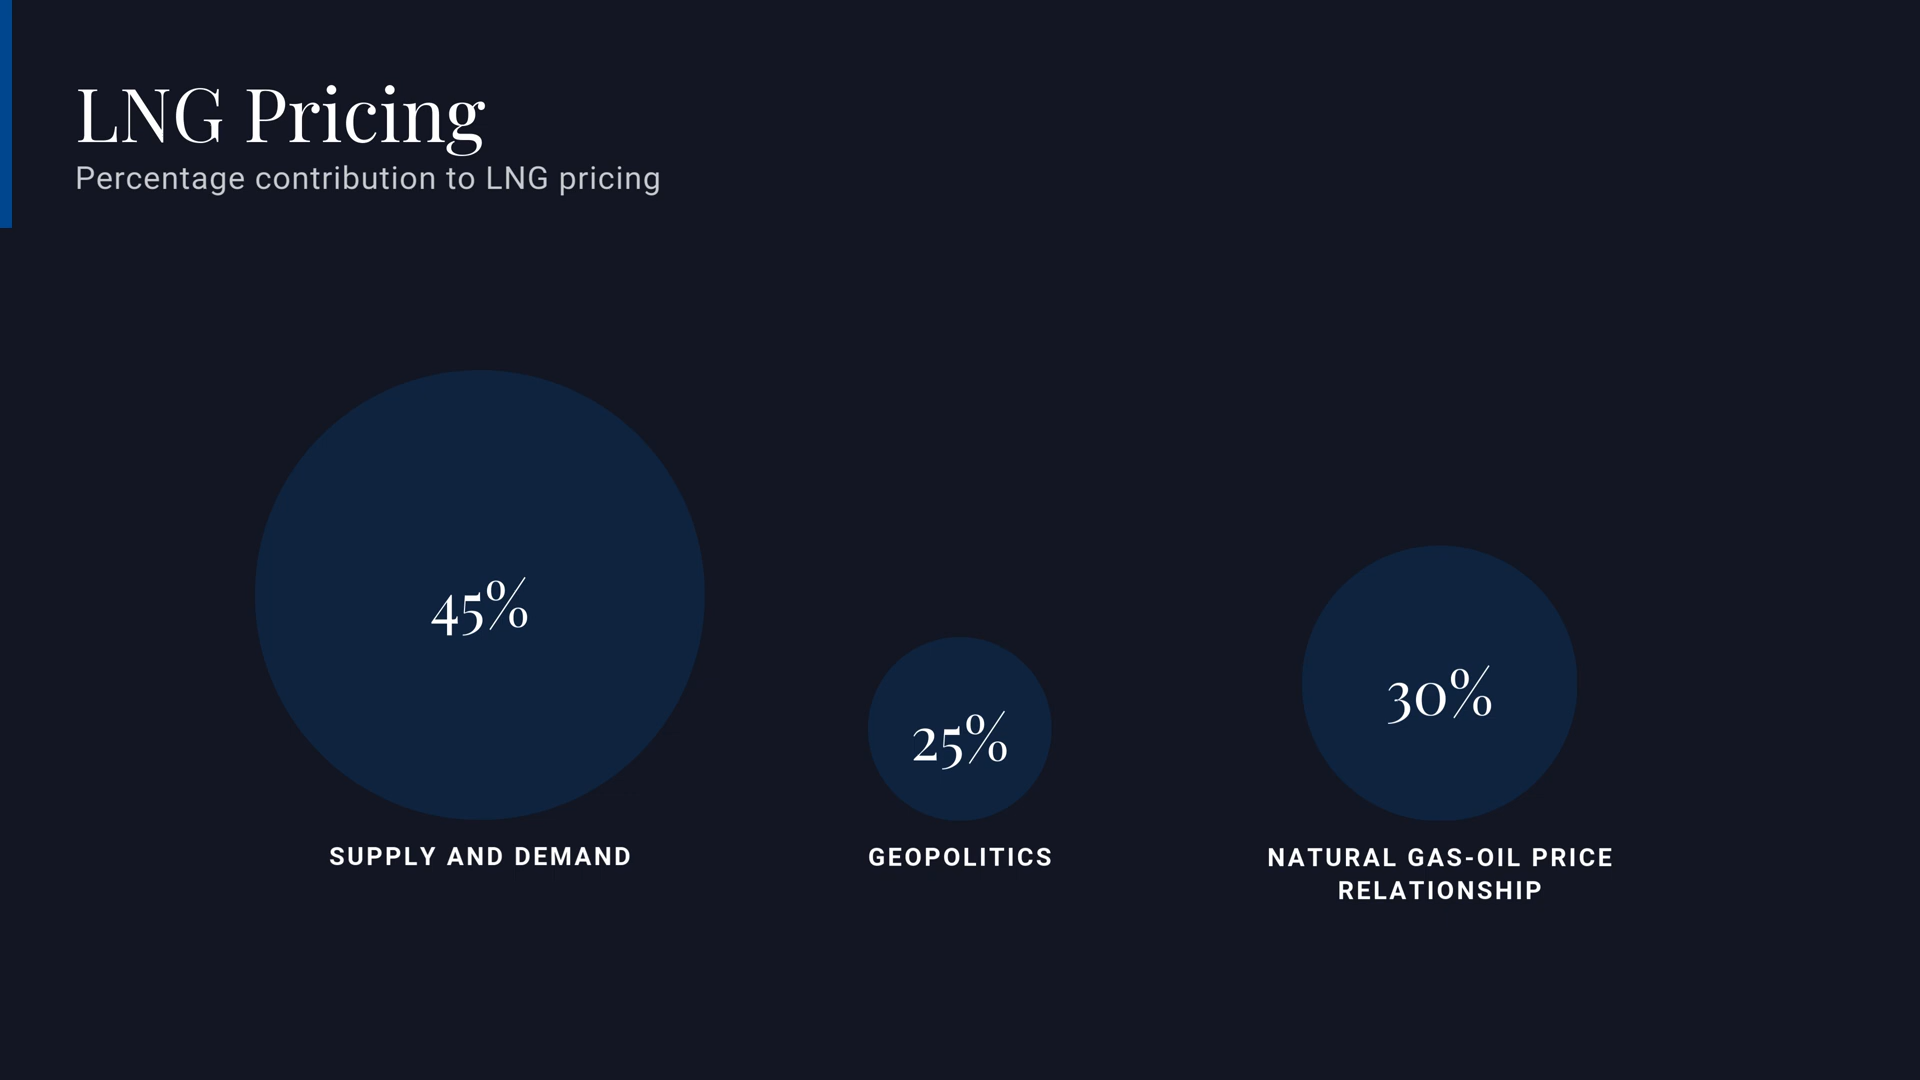 LNG Pricing
Percentage contribution to LNG pricing
45%
SUPPLY AND DEMAND
25%
GEOPOLITICS
30%
NATURAL GAS-OIL PRICE
RELATIONSHIP